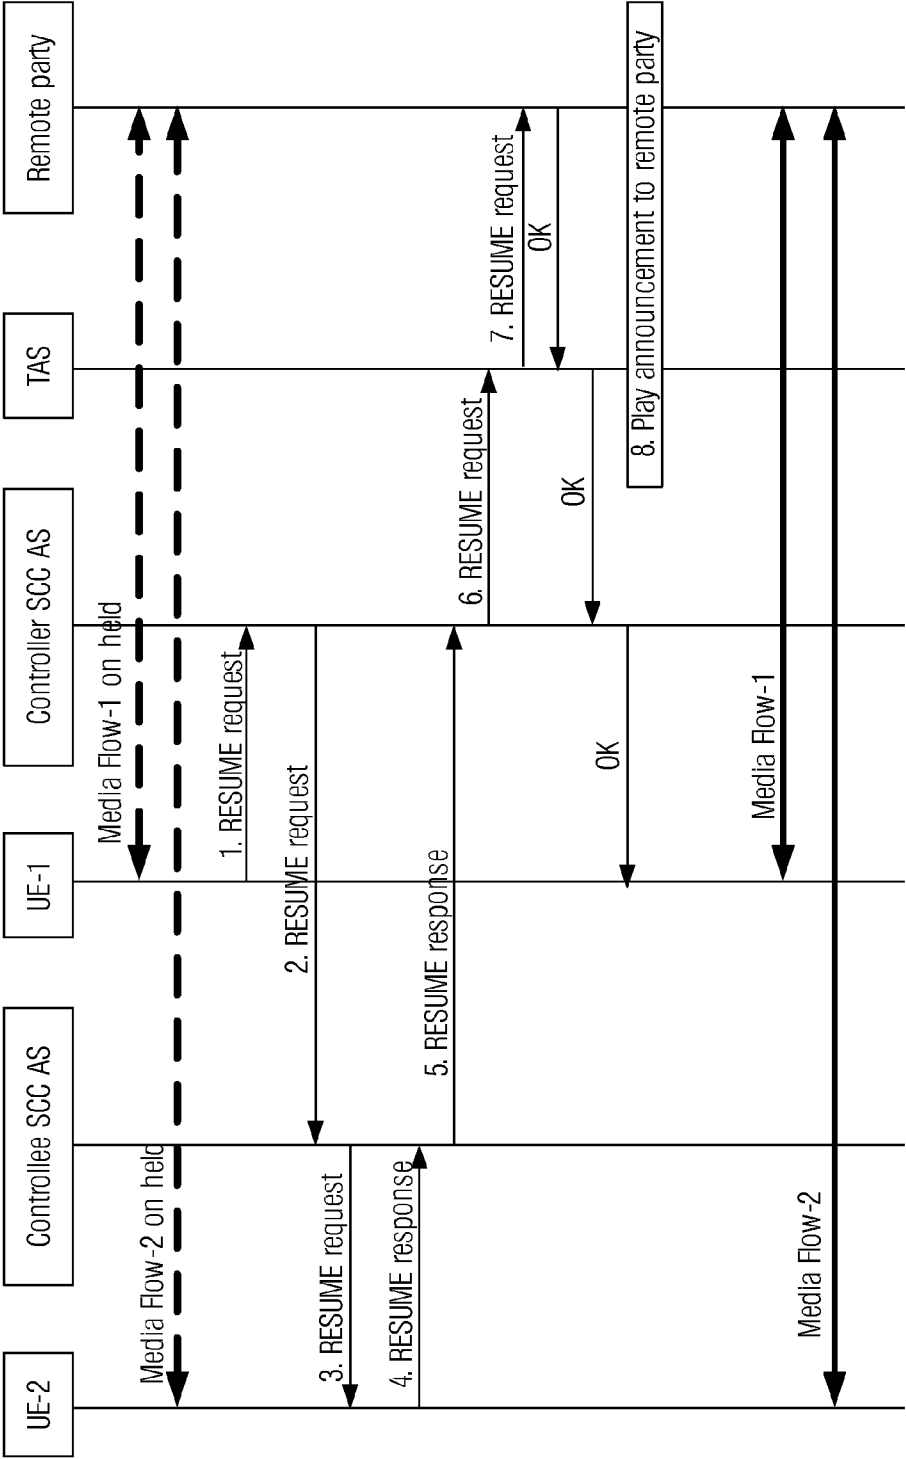 UE-2
Controllee SCC AS
UE-1
Controller SCC AS
TAS
Remote party
Media Flow-1 on held
Media Flow-2 on held
1. RESUME request
2. RESUME request
3. RESUME request
4. RESUME response
5. RESUME response
6. RESUME request
7. RESUME request
OK
OK
OK
8. Play announcement to remote party
Media Flow-1
Media Flow-2